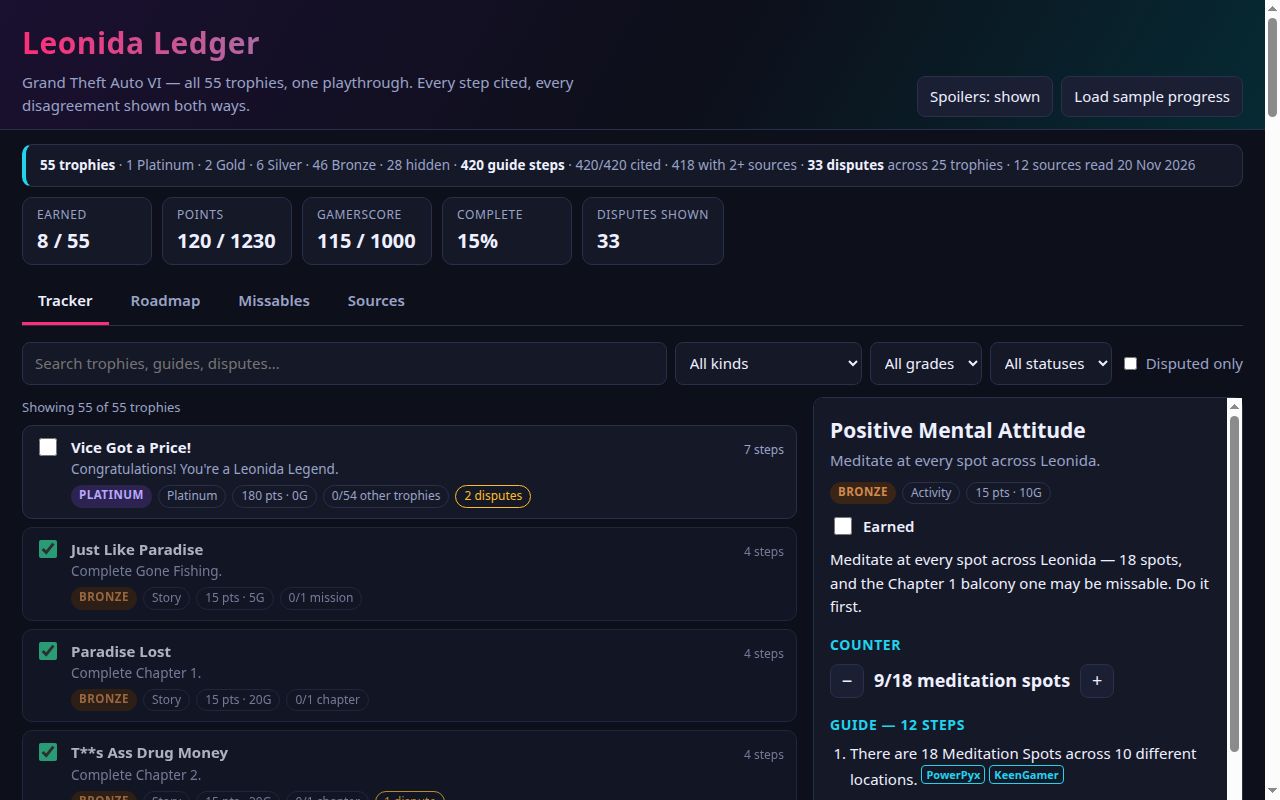 Leonida Ledger
Grand Theft Auto VI — all 55 trophies, one playthrough. Every step cited, every
disagreement shown both ways.
Spoilers: shown
Load sample progress
55 trophies · 1 Platinum · 2 Gold · 6 Silver · 46 Bronze · 28 hidden · 420 guide steps · 420/420 cited · 418 with 2+ sources · 33 disputes across 25 trophies · 12 sources read 20 Nov 2026
EARNED
8 / 55
POINTS
120 / 1230
GAMERSCORE
115 / 1000
COMPLETE
15%
DISPUTES SHOWN
33
Tracker
Roadmap
Missables
Sources
Search trophies, guides, disputes...
All kinds
All grades
All statuses
Disputed only
Showing 55 of 55 trophies
Vice Got a Price!
7 steps
Congratulations! You're a Leonida Legend.
PLATINUM
Platinum
180 pts · 0G
0/54 other trophies
2 disputes
Just Like Paradise
4 steps
Complete Gone Fishing.
BRONZE
Story
15 pts · 5G
0/1 mission
Paradise Lost
4 steps
Complete Chapter 1.
BRONZE
Story
15 pts · 20G
0/1 chapter
T**s Ass Drug Money
4 steps
Complete Chapter 2.
BRONZE
Story
15 pts · 20G
0/1 chapter
1 dispute
Positive Mental Attitude
Meditate at every spot across Leonida.
BRONZE
Activity
15 pts · 10G
Earned
Meditate at every spot across Leonida — 18 spots,
and the Chapter 1 balcony one may be missable. Do it
first.
COUNTER
−
9/18 meditation spots
+
GUIDE — 12 STEPS
1. There are 18 Meditation Spots across 10 different
locations. PowerPyx KeenGamer